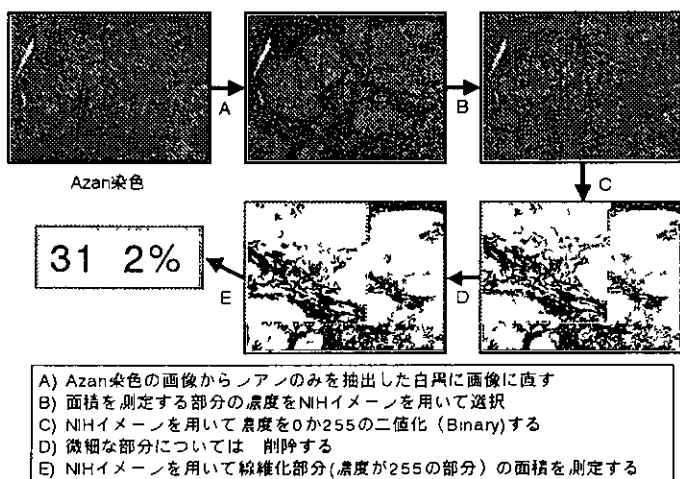 A
B
Azan染色
C
31 2%
E
D
A) Azan染色の画像からシアンのみを抽出した白黒に画像に直す
B) 面積を測定する部分の濃度をNIHイメーンを用いて選択
C) NIHイメーンを用いて 濃度を0か255の二値化（Binary)する
D) 微細な部分については 削除する
E) NIHイメーンを用いて線維化部分(濃度が255の部分）の面積を測定する